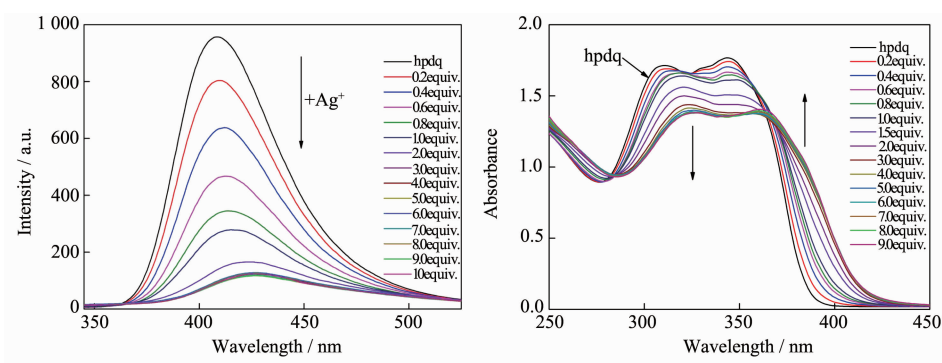 1 000
800
600
400
200
0
Intensity / a.u.
350
400
450
500
Wavelength / nm
+Ag⁺
hpdq
0.2equiv.
0.4equiv.
0.6equiv.
0.8equiv.
1.0equiv.
2.0equiv.
3.0equiv.
4.0equiv.
5.0equiv.
6.0equiv.
7.0equiv.
8.0equiv.
9.0equiv.
10equiv.
2.0
1.5
1.0
0.5
0.0
Absorbance
250
300
350
400
450
Wavelength / nm
hpdq
hpdq
0.2equiv.
0.4equiv.
0.6equiv.
0.8equiv.
1.0equiv.
1.5equiv.
2.0equiv.
3.0equiv.
4.0equiv.
5.0equiv.
6.0equiv.
7.0equiv.
8.0equiv.
9.0equiv.